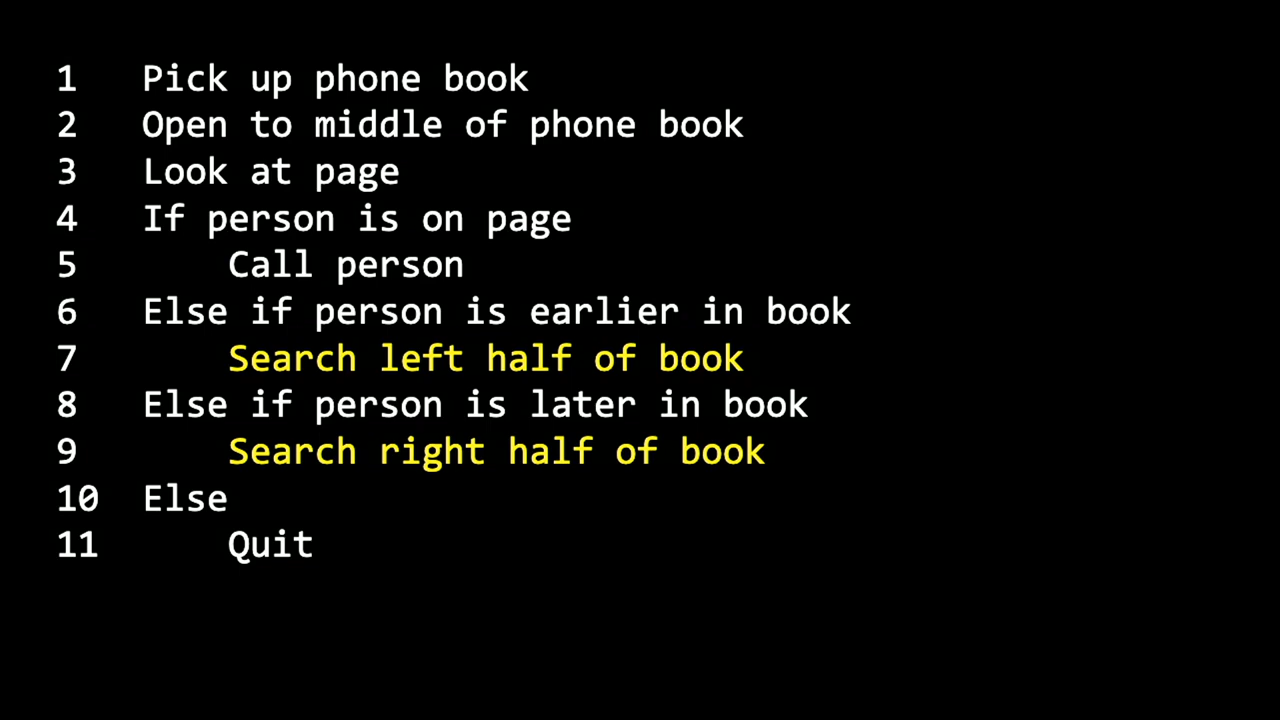 1 Pick up phone book
2 Open to middle of phone book
3 Look at page
4 If person is on page
5 Call person
6 Else if person is earlier in book
7 Search left half of book
8 Else if person is later in book
9 Search right half of book
10 Else
11 Quit